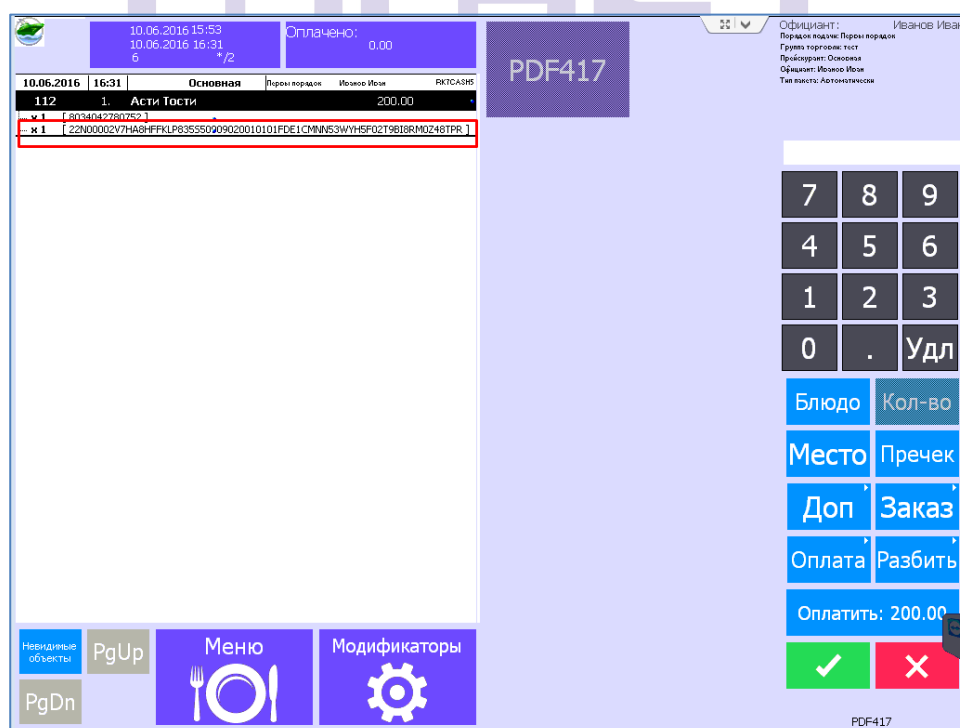 10.06.2016 15:53
10.06.2016 16:31
6 */2
Оплачено:
0.00
PDF417
Официант: Иванов Иван
Порядок подачи: Первы порядок
Группа торговок: тест
Прейскурант: Основная
Официант: Иванов Иван
Тип пакета: Автоматически
10.06.2016 16:31 Основная Первы порядок Иванов Иван RK7CASH5
112 1. Асти Тости 200.00
x 1 [ 8034042780752 ]
x 1 [ 22N00002V7HA8HFFKLP835550909020010101FDE1CMNN53WYH5F02T9BI8RM0Z48TPR ]
7 8 9
4 5 6
1 2 3
0 . Удл
Блюдо Кол-во
Место Пречек
Доп Заказ
Оплата Разбить
Оплатить: 200.00
Невидимые
объекты
PgUp
Меню
Модификаторы
PgDn
PDF417